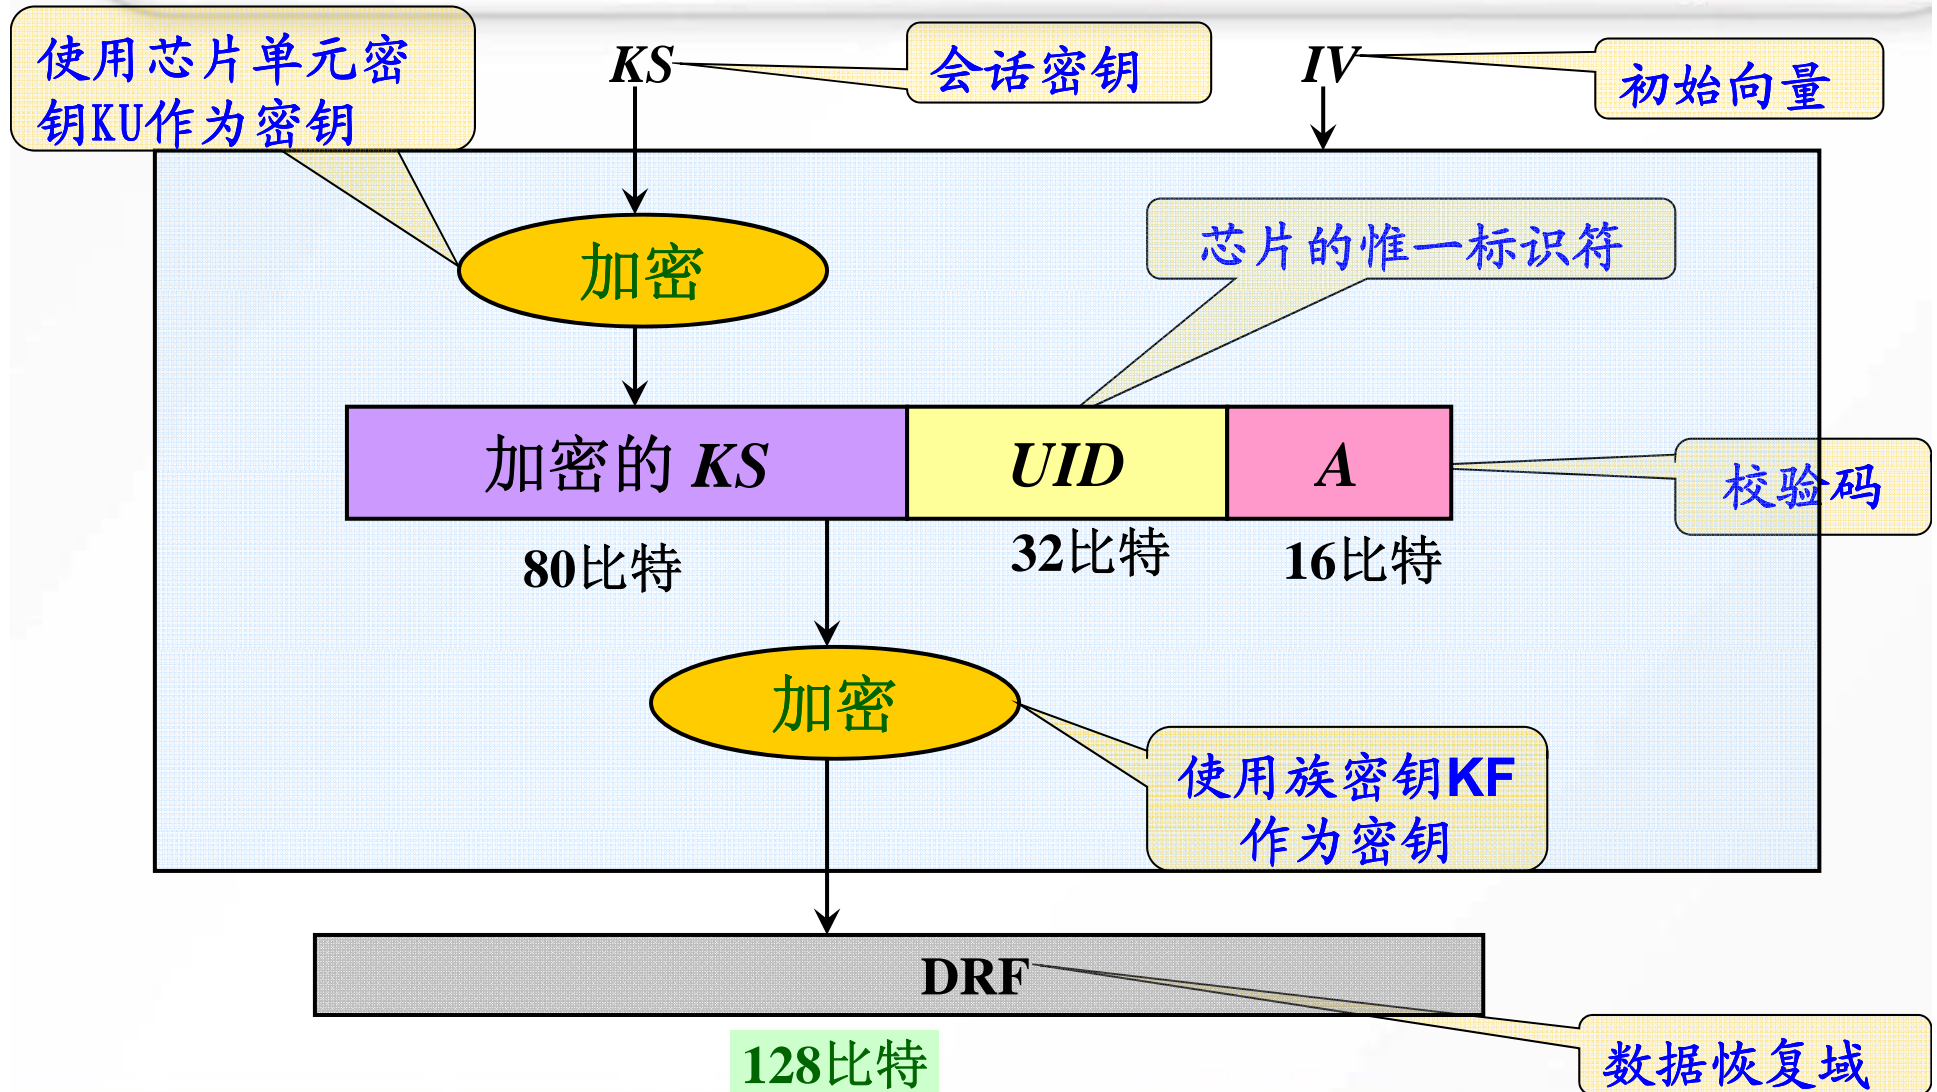 使用芯片单元密
钥KU作为密钥
KS
会话密钥
IV
初始向量
加密
芯片的惟一标识符
加密的 KS
UID
A
校验码
80比特
32比特
16比特
加密
使用族密钥KF
作为密钥
DRF
128比特
数据恢复域